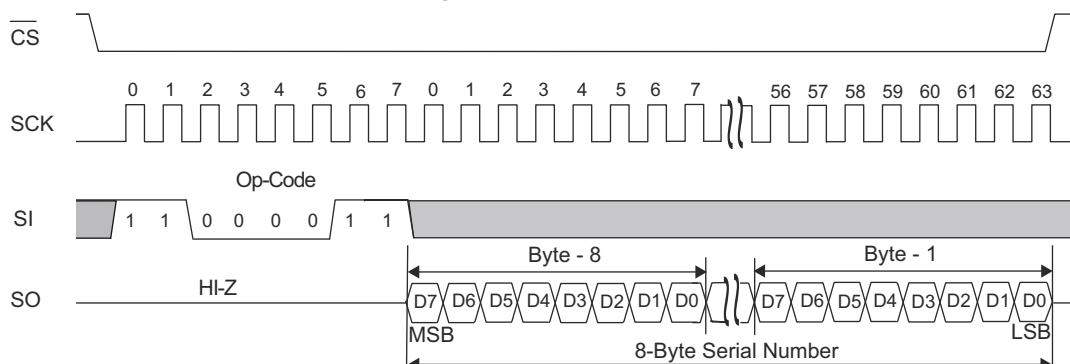 CS
0 1 2 3 4 5 6 7 0 1 2 3 4 5 6 7 56 57 58 59 60 61 62 63
SCK
Op-Code
SI 1 1 0 0 0 0 1 1
Byte - 8 Byte - 1
HI-Z
SO D7 D6 D5 D4 D3 D2 D1 D0 D7 D6 D5 D4 D3 D2 D1 D0
MSB LSB
8-Byte Serial Number